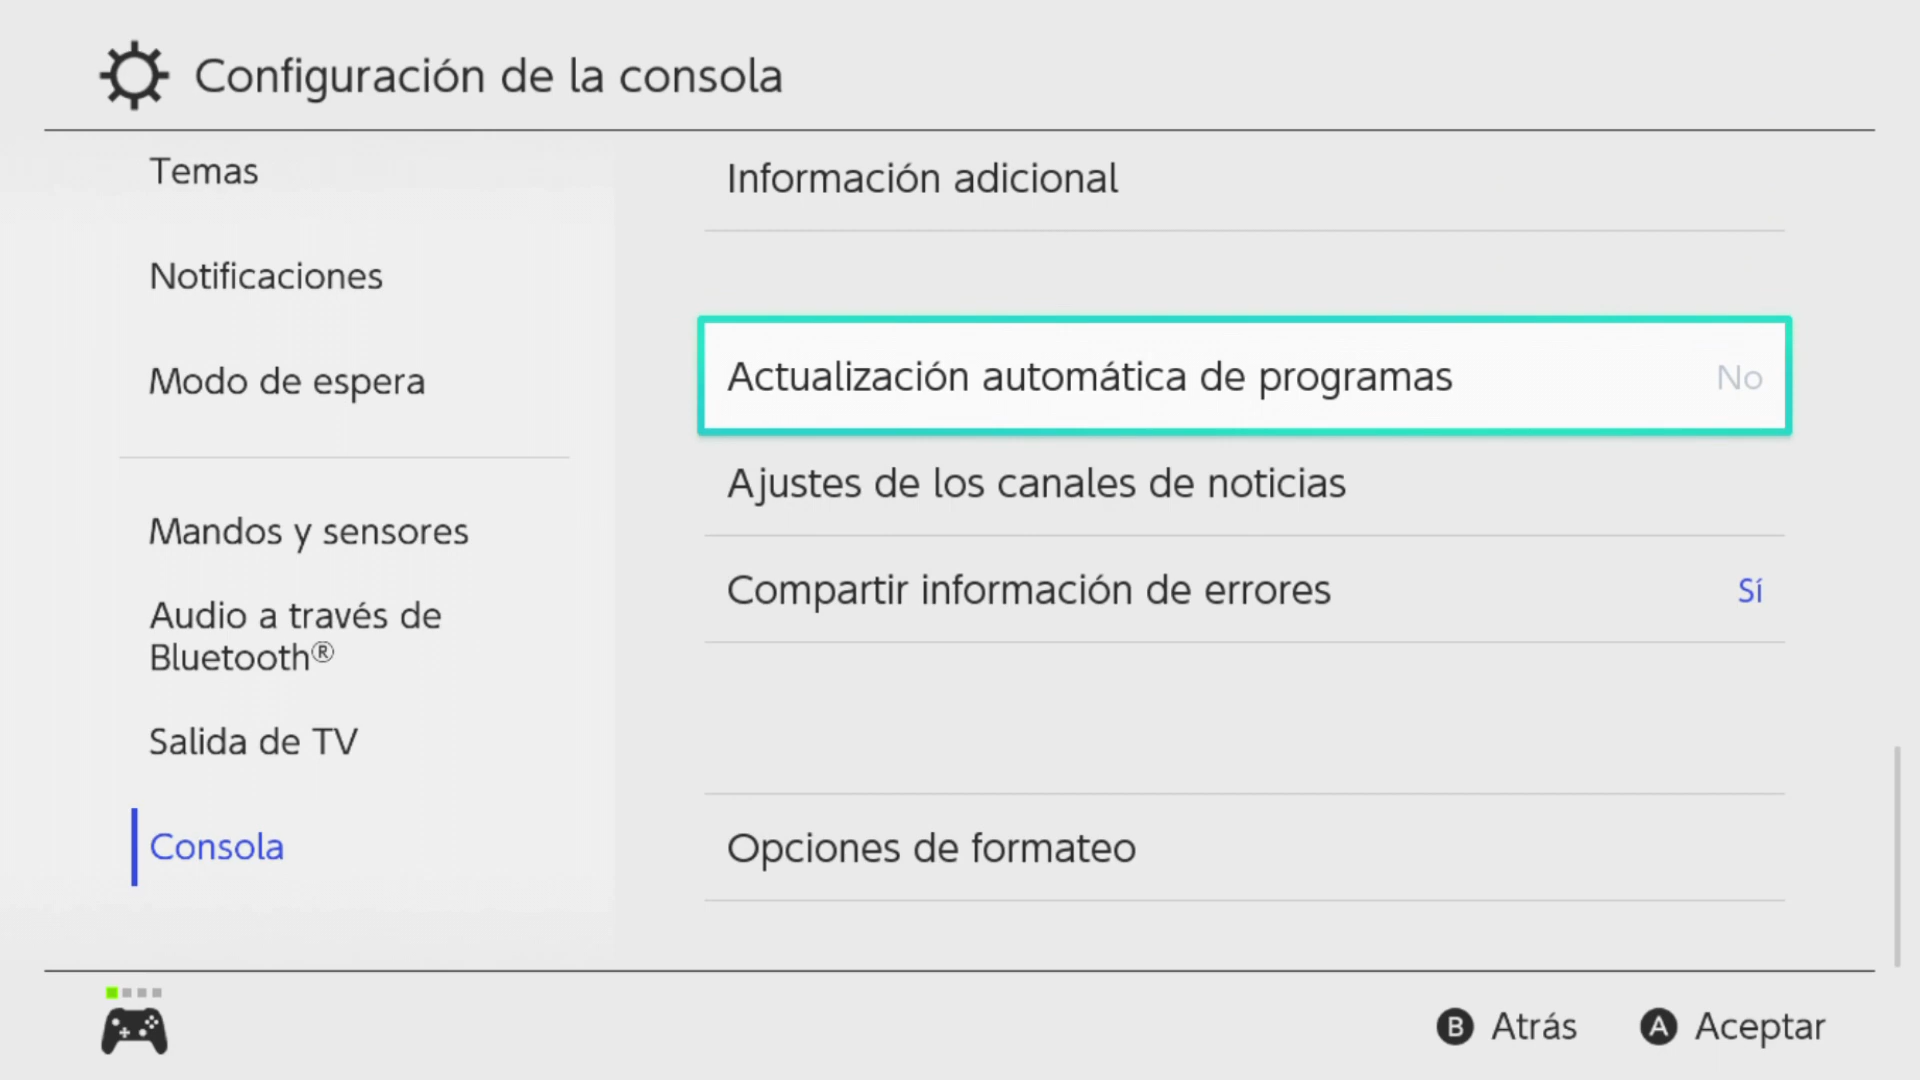 Configuración de la consola
Temas
Notificaciones
Modo de espera
Mandos y sensores
Audio a través de
Bluetooth®
Salida de TV
Consola
Información adicional
Actualización automática de programas No
Ajustes de los canales de noticias
Compartir información de errores Sí
Opciones de formateo
B Atrás A Aceptar